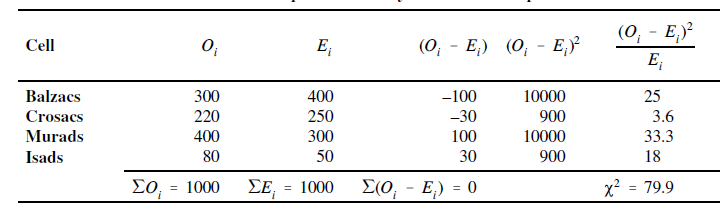 Cell O_i E_i (O_i – E_i) (O_i – E_i)² (O_i – E_i)² / E_i
Balzacs 300 400 –100 10000 25
Crosacs 220 250 –30 900 3.6
Murads 400 300 100 10000 33.3
Isads 80 50 30 900 18
ΣO_i = 1000 ΣE_i = 1000 Σ(O_i – E_i) = 0 χ² = 79.9